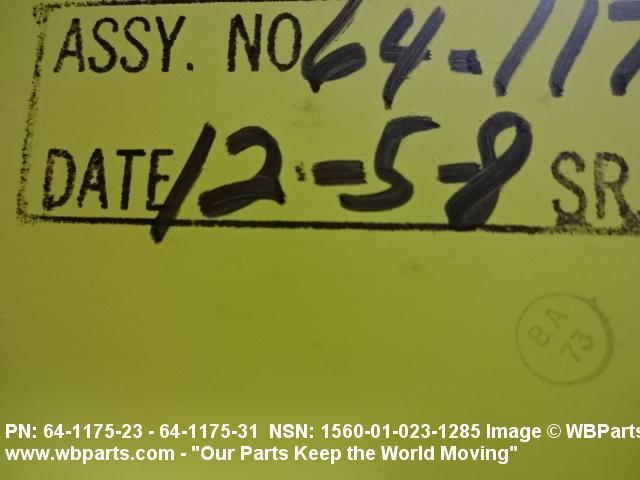 ASSY. NO 64-117
DATE 12-5-8 SR
BA
73
PN: 64-1175-23 - 64-1175-31 NSN: 1560-01-023-1285 Image © WBParts
www.wbparts.com - "Our Parts Keep the World Moving"